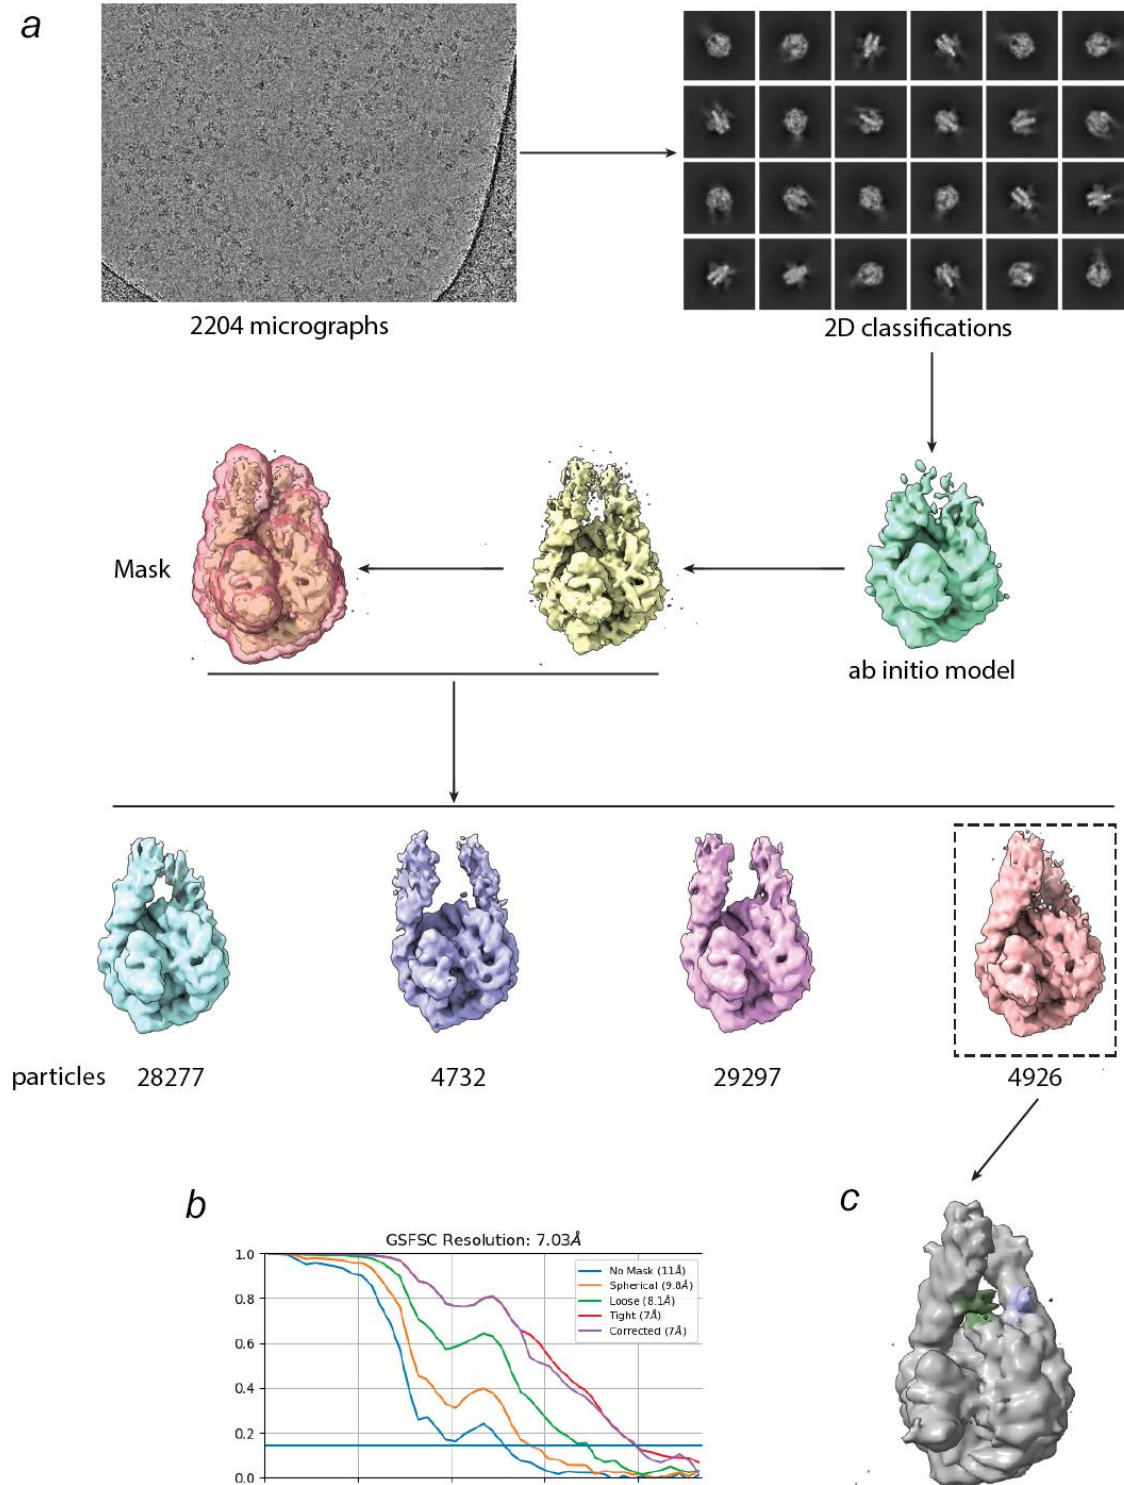 a
2204 micrographs
2D classifications
Mask
ab initio model
particles 28277 4732 29297 4926
b
c
GSFSC Resolution: 7.03Å
1.0
0.8
0.6
0.4
0.2
0.0
No Mask (11Å)
Spherical (9.8Å)
Loose (8.1Å)
Tight (7Å)
Corrected (7Å)